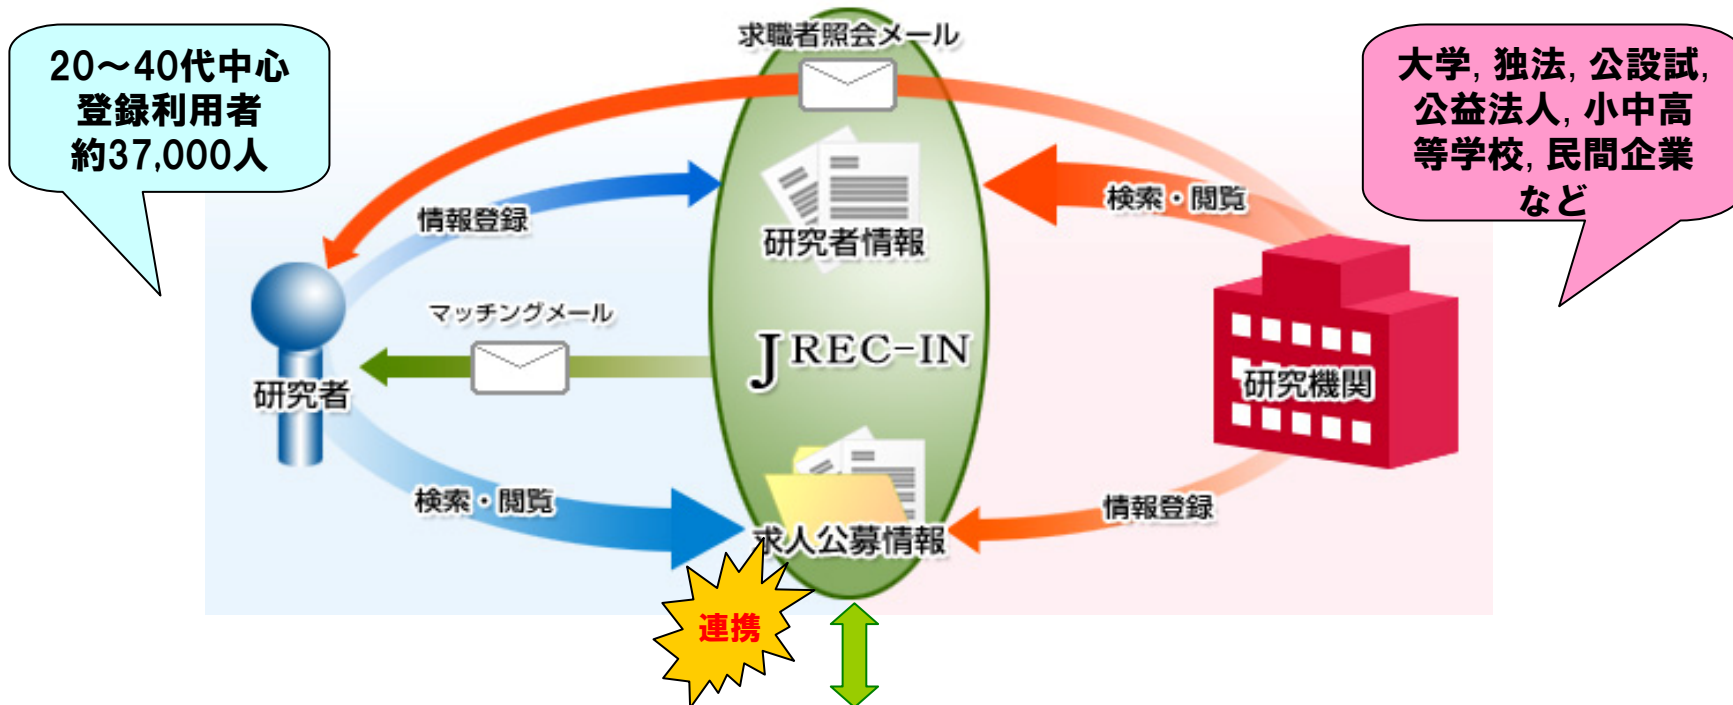 求職者照会メール
20～40代中心
登録利用者
約37,000人
大学, 独法, 公設試,
公益法人, 小中高
等学校, 民間企業
など
情報登録
検索・閲覧
研究者情報
マッチングメール
J REC-IN
研究者
研究機関
検索・閲覧
情報登録
求人公募情報
連携